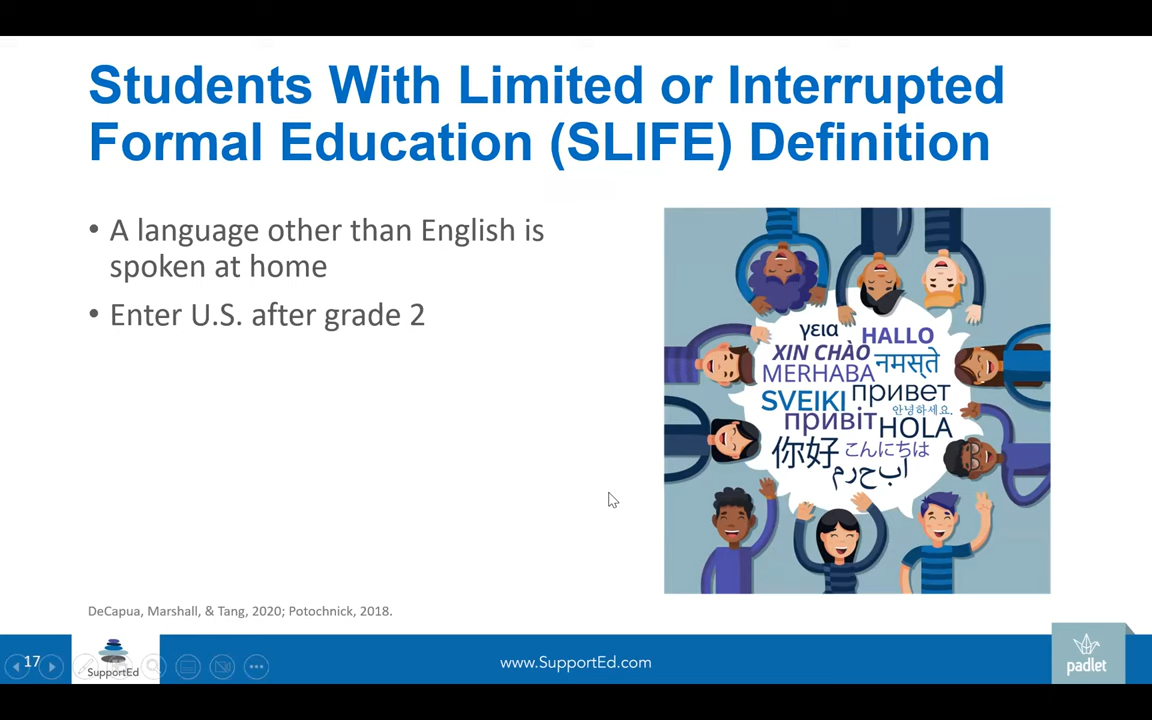 Students With Limited or Interrupted
Formal Education (SLIFE) Definition
• A language other than English is
spoken at home
• Enter U.S. after grade 2
γεια
HALLO
XIN CHÀO
नमस्ते
MERHABA
SVEIKI
привет
안녕하세요.
привіт
HOLA
你好
こんにちは
ابحرم
DeCapua, Marshall, & Tang, 2020; Potochnick, 2018.
17
SupportEd
www.SupportEd.com
padlet